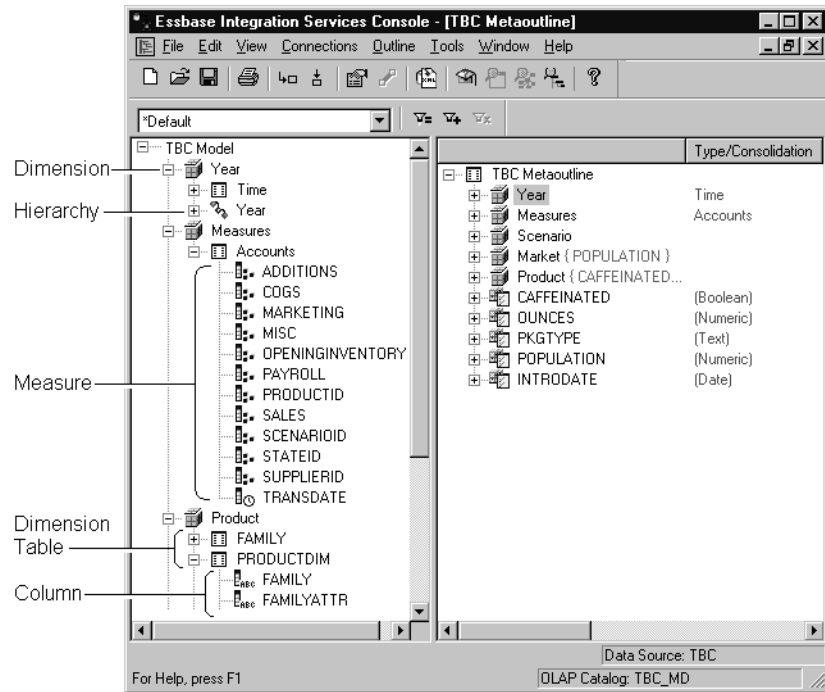 Essbase Integration Services Console - [TBC Metaoutline]
File Edit View Connections Outline Tools Window Help
XML
?
*Default
TBC Model
Dimension
Year
Time
Hierarchy
Year
Measures
Accounts
Measure
ADDITIONS
COGS
MARKETING
MISC
OPENINGINVENTORY
PAYROLL
PRODUCTID
SALES
SCENARIOID
STATEID
SUPPLIERID
TRANSDATE
Product
Dimension
Table
FAMILY
PRODUCTDIM
Column
ABC FAMILY
ABC FAMILYATTR
Type/Consolidation
TBC Metaoutline
Year Time
Measures Accounts
Scenario
Market { POPULATION }
Product { CAFFEINATED...
CAFFEINATED (Boolean)
OUNCES (Numeric)
PKGTYPE (Text)
POPULATION (Numeric)
INTRODATE (Date)
Data Source: TBC
For Help, press F1
OLAP Catalog: TBC_MD